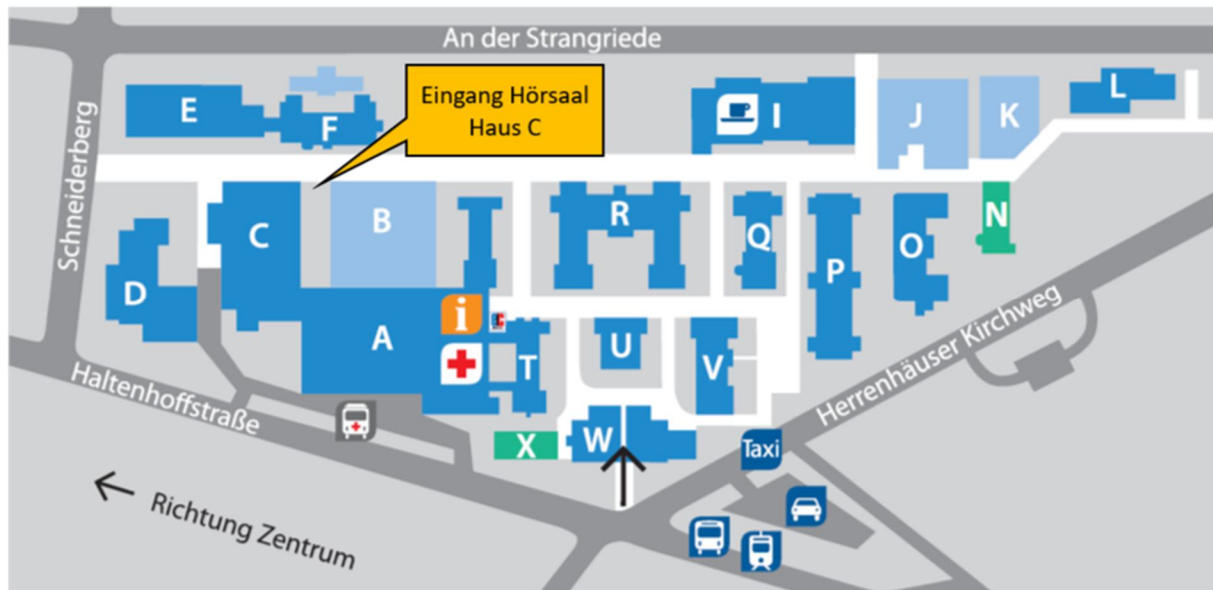 An der Strangriede
Eingang Hörsaal
Haus C
E
F
I
J
K
L
Schneiderberg
C
B
R
Q
P
O
N
D
A
i
T
U
V
Herrenhäuser Kirchweg
Haltenhoffstraße
X
W
Taxi
Richtung Zentrum